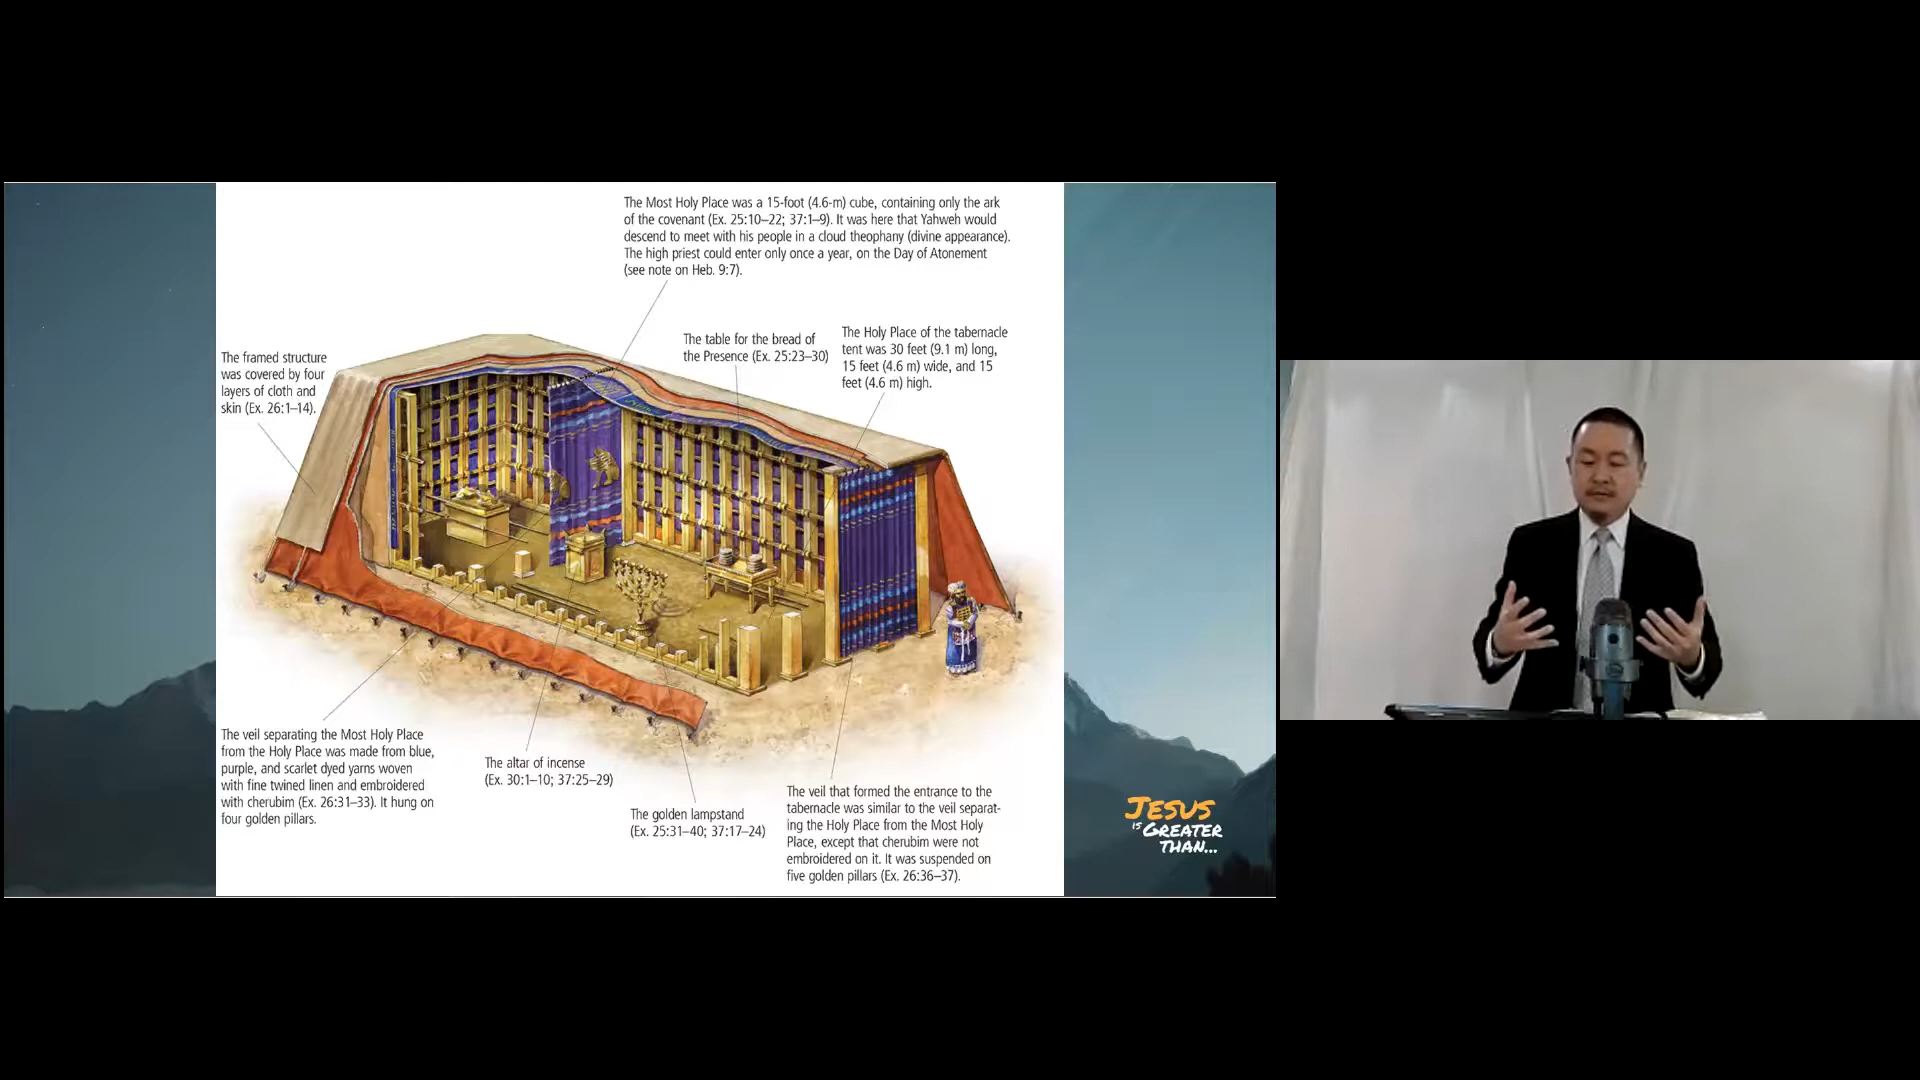 The Most Holy Place was a 15-foot (4.6-m) cube, containing only the ark
of the covenant (Ex. 25:10–22; 37:1–9). It was here that Yahweh would
descend to meet with his people in a cloud theophany (divine appearance).
The high priest could enter only once a year, on the Day of Atonement
(see note on Heb. 9:7).
The framed structure
was covered by four
layers of cloth and
skin (Ex. 26:1–14).
The table for the bread of
the Presence (Ex. 25:23–30)
The Holy Place of the tabernacle
tent was 30 feet (9.1 m) long,
15 feet (4.6 m) wide, and 15
feet (4.6 m) high.
The veil separating the Most Holy Place
from the Holy Place was made from blue,
purple, and scarlet dyed yarns woven
with fine twined linen and embroidered
with cherubim (Ex. 26:31–33). It hung on
four golden pillars.
The altar of incense
(Ex. 30:1–10; 37:25–29)
The golden lampstand
(Ex. 25:31–40; 37:17–24)
The veil that formed the entrance to the
tabernacle was similar to the veil separat-
ing the Holy Place from the Most Holy
Place, except that cherubim were not
embroidered on it. It was suspended on
five golden pillars (Ex. 26:36–37).
JESUS
IS GREATER
THAN...